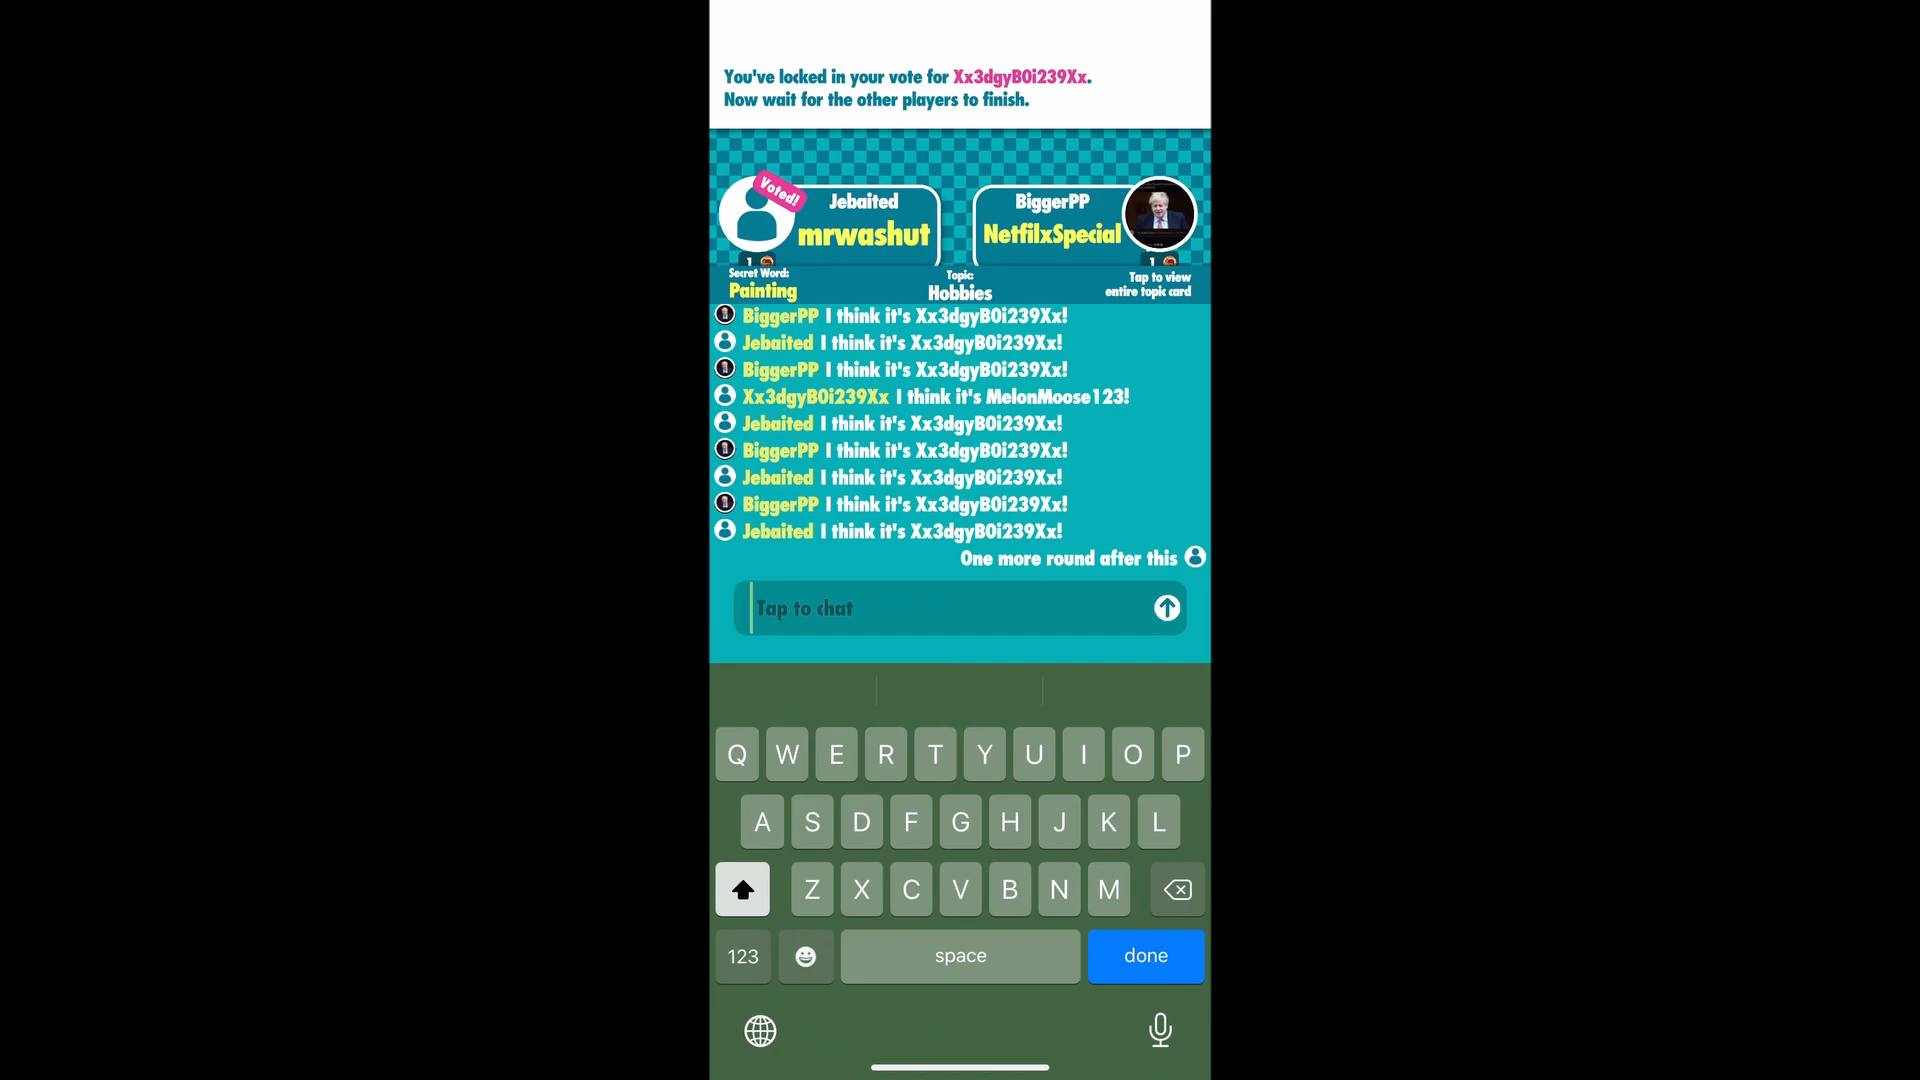 You've locked in your vote for Xx3dgyB0i239Xx.
Now wait for the other players to finish.
Voted!
Jebaited
mrwashut
1
BiggerPP
NetfilxSpecial
1
Secret Word:
Painting
Topic:
Hobbies
Tap to view
entire topic card
BiggerPP I think it's Xx3dgyB0i239Xx!
Jebaited I think it's Xx3dgyB0i239Xx!
BiggerPP I think it's Xx3dgyB0i239Xx!
Xx3dgyB0i239Xx I think it's MelonMoose123!
Jebaited I think it's Xx3dgyB0i239Xx!
BiggerPP I think it's Xx3dgyB0i239Xx!
Jebaited I think it's Xx3dgyB0i239Xx!
BiggerPP I think it's Xx3dgyB0i239Xx!
Jebaited I think it's Xx3dgyB0i239Xx!
One more round after this
Tap to chat
Q W E R T Y U I O P
A S D F G H J K L
Z X C V B N M
123 space done